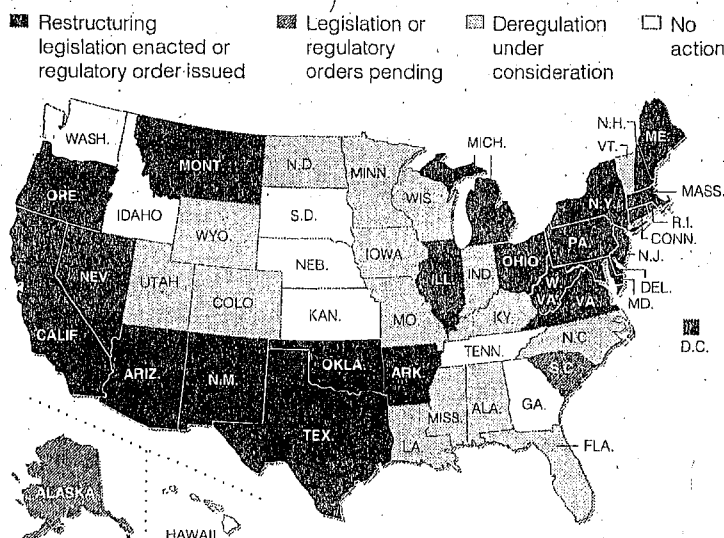 Restructuring
legislation enacted or
regulatory order issued
Legislation or
regulatory
orders pending
Deregulation
under
consideration
No
action
WASH.
MONT.
N.D.
MINN.
MICH.
N.H.
VT.
ME.
ORE.
IDAHO
S.D.
WIS.
N.Y.
MASS.
WYO.
R.I.
CONN.
NEV.
NEB.
IOWA
ILL.
IND.
OHIO
PA.
N.J.
UTAH
COLO.
W.
VA.
VA.
DEL.
MD.
CALIF.
KAN.
MO.
KY.
D.C.
ARIZ.
N.M.
OKLA.
ARK.
TENN.
N.C.
S.C.
TEX.
LA.
MISS.
ALA.
GA.
FLA.
ALASKA
HAWAII